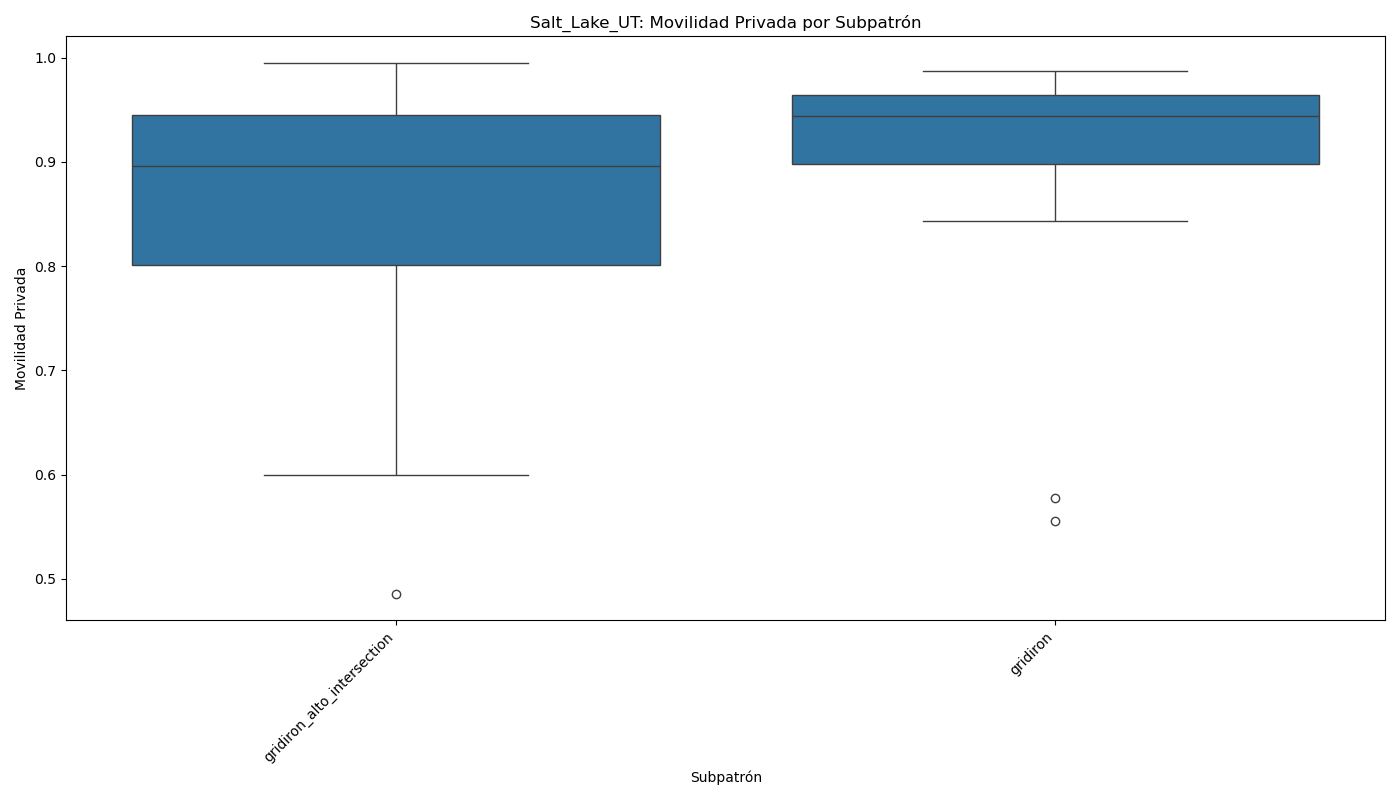 Salt_Lake_UT: Movilidad Privada por Subpatrón
Movilidad Privada
1.0
0.9
0.8
0.7
0.6
0.5
gridiron_alto_intersection
gridiron
Subpatrón